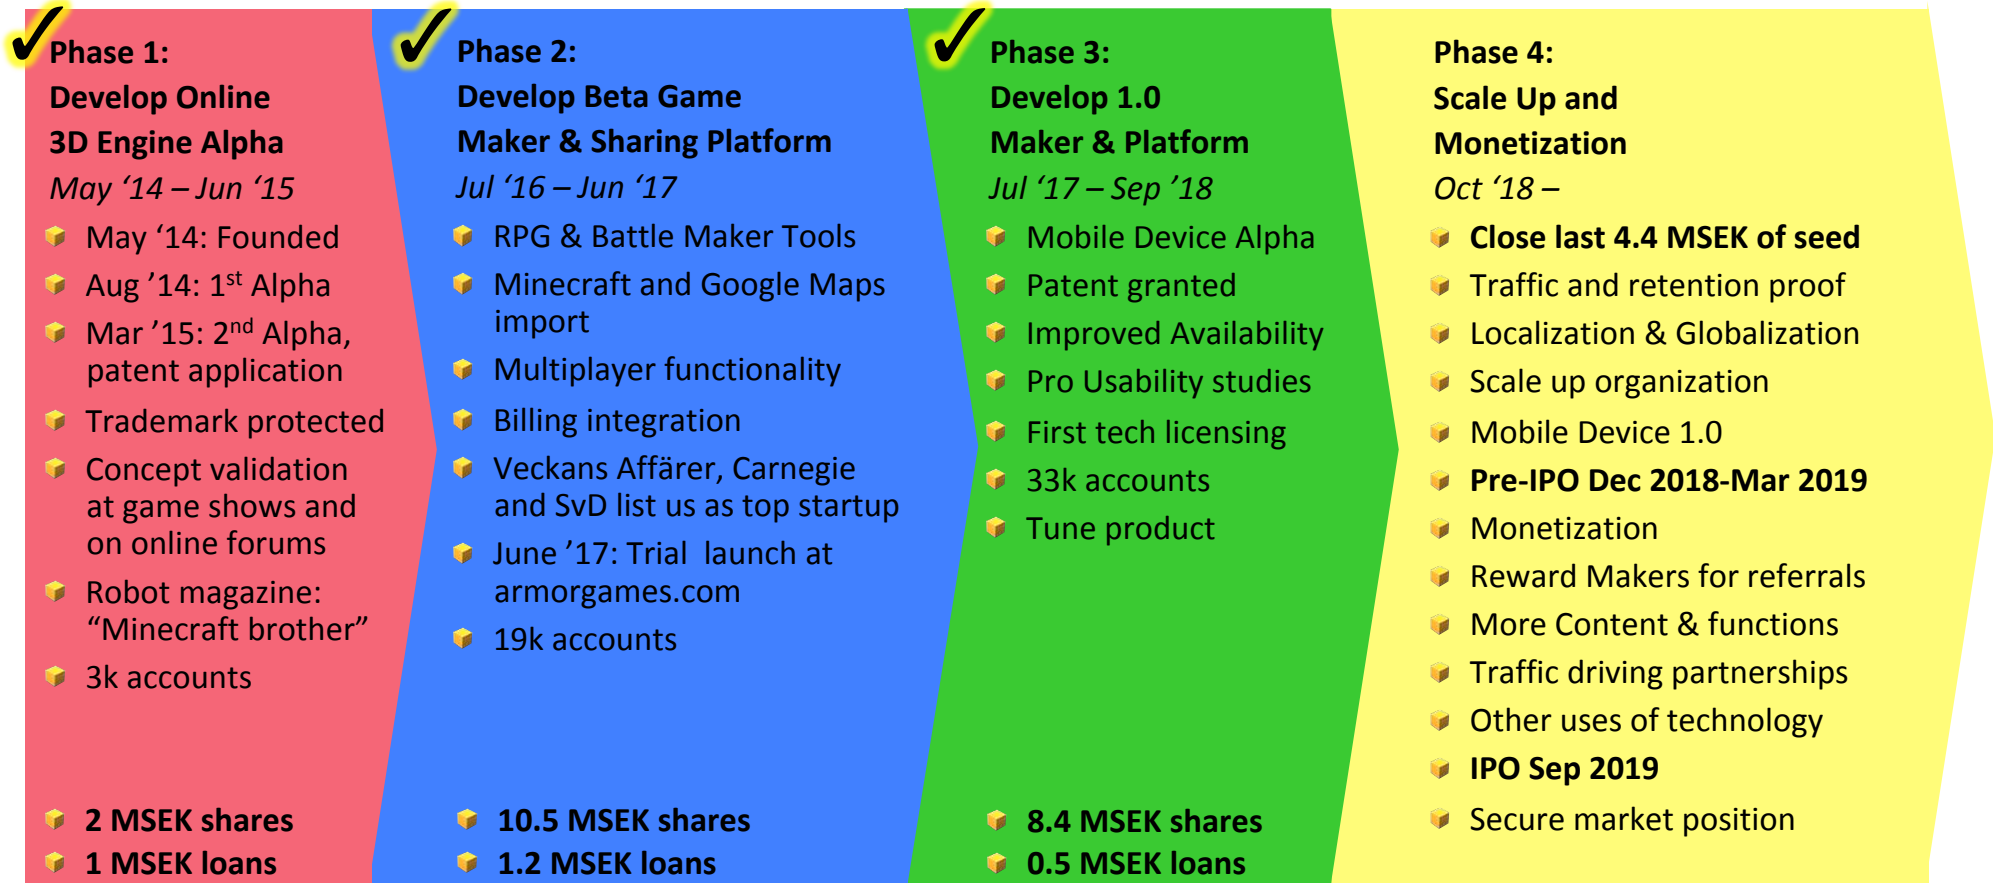 Phase 1:
Develop Online
3D Engine Alpha
May ‘14 – Jun ‘15
May ‘14: Founded
Aug ’14: 1st Alpha
Mar ’15: 2nd Alpha,
patent application
Trademark protected
Concept validation
at game shows and
on online forums
Robot magazine:
“Minecraft brother”
3k accounts
2 MSEK shares
1 MSEK loans
Phase 2:
Develop Beta Game
Maker & Sharing Platform
Jul ‘16 – Jun ‘17
RPG & Battle Maker Tools
Minecraft and Google Maps
import
Multiplayer functionality
Billing integration
Veckans Affärer, Carnegie
and SvD list us as top startup
June ’17: Trial launch at
armorgames.com
19k accounts
10.5 MSEK shares
1.2 MSEK loans
Phase 3:
Develop 1.0
Maker & Platform
Jul ‘17 – Sep ’18
Mobile Device Alpha
Patent granted
Improved Availability
Pro Usability studies
First tech licensing
33k accounts
Tune product
8.4 MSEK shares
0.5 MSEK loans
Phase 4:
Scale Up and
Monetization
Oct ‘18 –
Close last 4.4 MSEK of seed
Traffic and retention proof
Localization & Globalization
Scale up organization
Mobile Device 1.0
Pre-IPO Dec 2018-Mar 2019
Monetization
Reward Makers for referrals
More Content & functions
Traffic driving partnerships
Other uses of technology
IPO Sep 2019
Secure market position